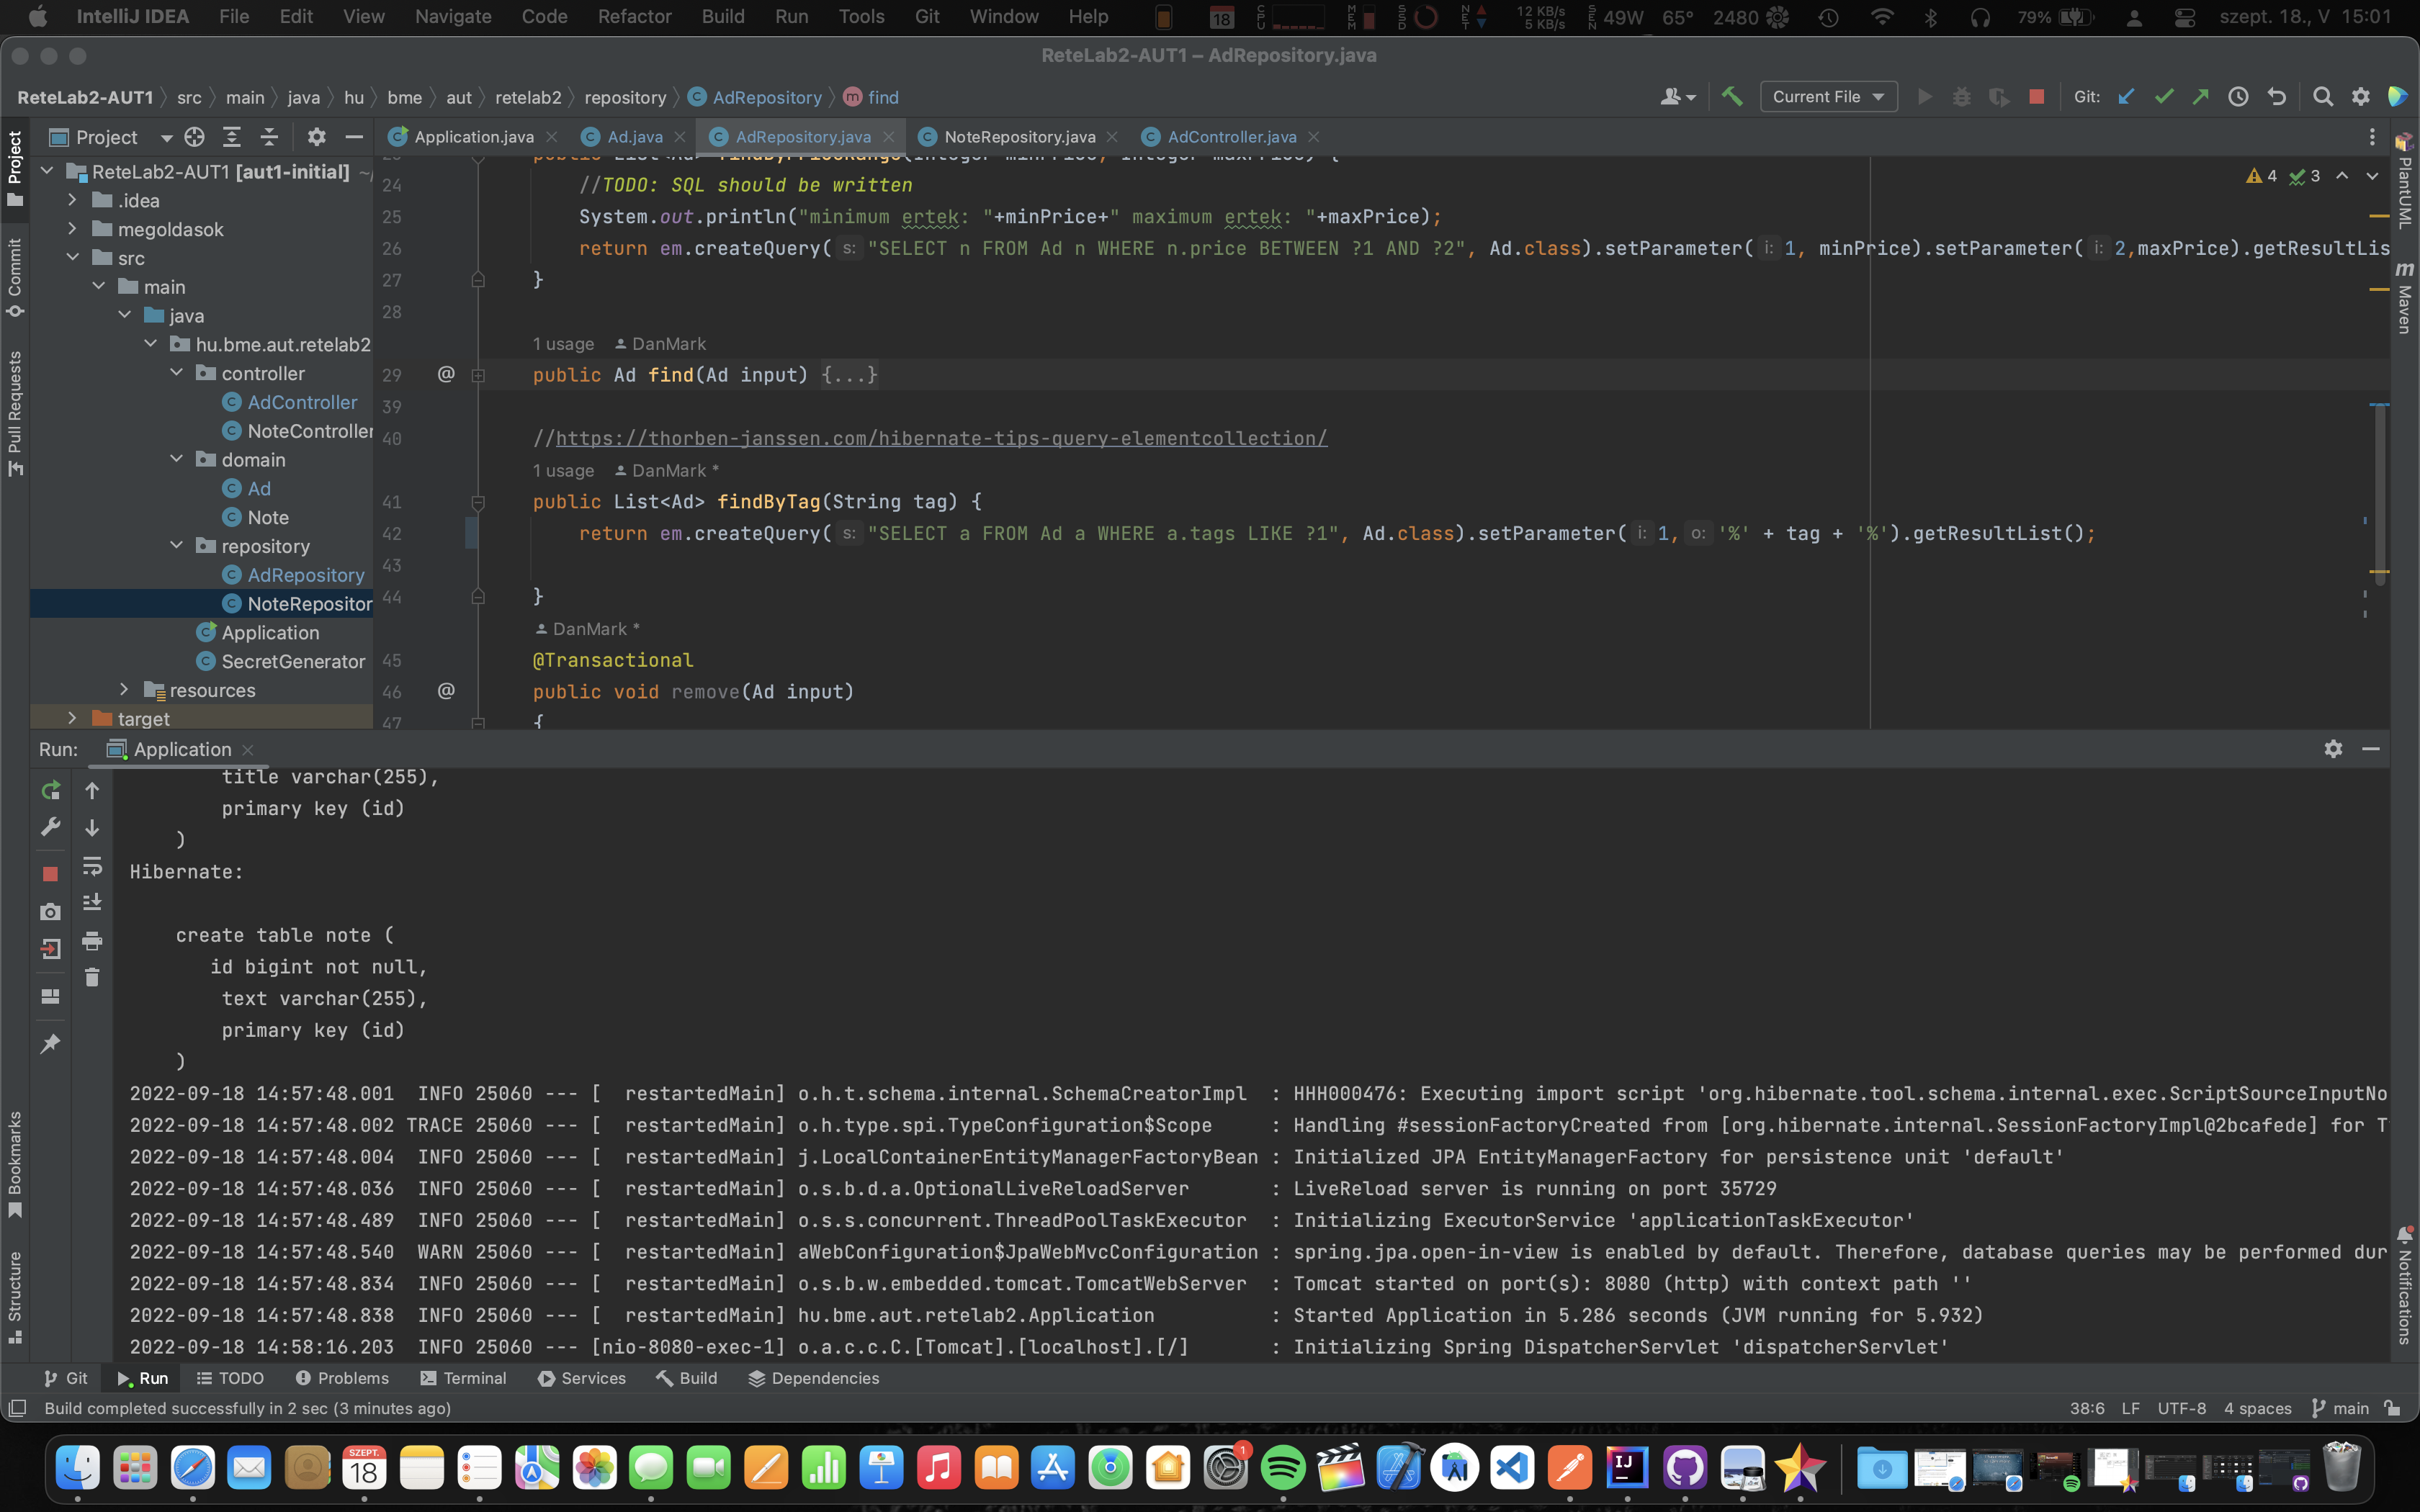 IntelliJ IDEA File Edit View Navigate Code Refactor Build Run Tools Git Window Help 18 CPU MEM SSD NET 12 KB/s 5 KB/s SEN 49W 65° 2480 79% szept. 18., V 15:01
ReteLab2-AUT1 – AdRepository.java
ReteLab2-AUT1 src main java hu bme aut retelab2 repository AdRepository find Current File Git:
Project Application.java Ad.java AdRepository.java NoteRepository.java AdController.java
Project
Commit
Pull Requests
Bookmarks
Structure
ReteLab2-AUT1 [aut1-initial] ~/
.idea
megoldasok
src
main
java
hu.bme.aut.retelab2
controller
AdController
NoteController
domain
Ad
Note
repository
AdRepository
NoteRepositor
Application
SecretGenerator
resources
target
public List<Ad> findByPriceRange(Integer minPrice, Integer maxPrice) {
24 //TODO: SQL should be written
25 System.out.println("minimum ertek: "+minPrice+" maximum ertek: "+maxPrice);
26 return em.createQuery( s: "SELECT n FROM Ad n WHERE n.price BETWEEN ?1 AND ?2", Ad.class).setParameter( i: 1, minPrice).setParameter( i: 2,maxPrice).getResultLis
27 }
28
1 usage DanMark
29 @ public Ad find(Ad input) {...}
39
40 //https://thorben-janssen.com/hibernate-tips-query-elementcollection/
1 usage DanMark *
41 public List<Ad> findByTag(String tag) {
42 return em.createQuery( s: "SELECT a FROM Ad a WHERE a.tags LIKE ?1", Ad.class).setParameter( i: 1, o: '%' + tag + '%').getResultList();
43
44 }
DanMark *
45 @Transactional
46 @ public void remove(Ad input)
47 {
4 3
PlantUML
Maven
Notifications
Run: Application
title varchar(255),
primary key (id)
)
Hibernate:
create table note (
id bigint not null,
text varchar(255),
primary key (id)
)
2022-09-18 14:57:48.001 INFO 25060 --- [ restartedMain] o.h.t.schema.internal.SchemaCreatorImpl : HHH000476: Executing import script 'org.hibernate.tool.schema.internal.exec.ScriptSourceInputNo
2022-09-18 14:57:48.002 TRACE 25060 --- [ restartedMain] o.h.type.spi.TypeConfiguration$Scope : Handling #sessionFactoryCreated from [org.hibernate.internal.SessionFactoryImpl@2bcafede] for T
2022-09-18 14:57:48.004 INFO 25060 --- [ restartedMain] j.LocalContainerEntityManagerFactoryBean : Initialized JPA EntityManagerFactory for persistence unit 'default'
2022-09-18 14:57:48.036 INFO 25060 --- [ restartedMain] o.s.b.d.a.OptionalLiveReloadServer : LiveReload server is running on port 35729
2022-09-18 14:57:48.489 INFO 25060 --- [ restartedMain] o.s.s.concurrent.ThreadPoolTaskExecutor : Initializing ExecutorService 'applicationTaskExecutor'
2022-09-18 14:57:48.540 WARN 25060 --- [ restartedMain] aWebConfiguration$JpaWebMvcConfiguration : spring.jpa.open-in-view is enabled by default. Therefore, database queries may be performed dur
2022-09-18 14:57:48.834 INFO 25060 --- [ restartedMain] o.s.b.w.embedded.tomcat.TomcatWebServer : Tomcat started on port(s): 8080 (http) with context path ''
2022-09-18 14:57:48.838 INFO 25060 --- [ restartedMain] hu.bme.aut.retelab2.Application : Started Application in 5.286 seconds (JVM running for 5.932)
2022-09-18 14:58:16.203 INFO 25060 --- [nio-8080-exec-1] o.a.c.c.C.[Tomcat].[localhost].[/] : Initializing Spring DispatcherServlet 'dispatcherServlet'
Git Run TODO Problems Terminal Services Build Dependencies
Build completed successfully in 2 sec (3 minutes ago) 38:6 LF UTF-8 4 spaces main
SZEPT.
18 1 IJ